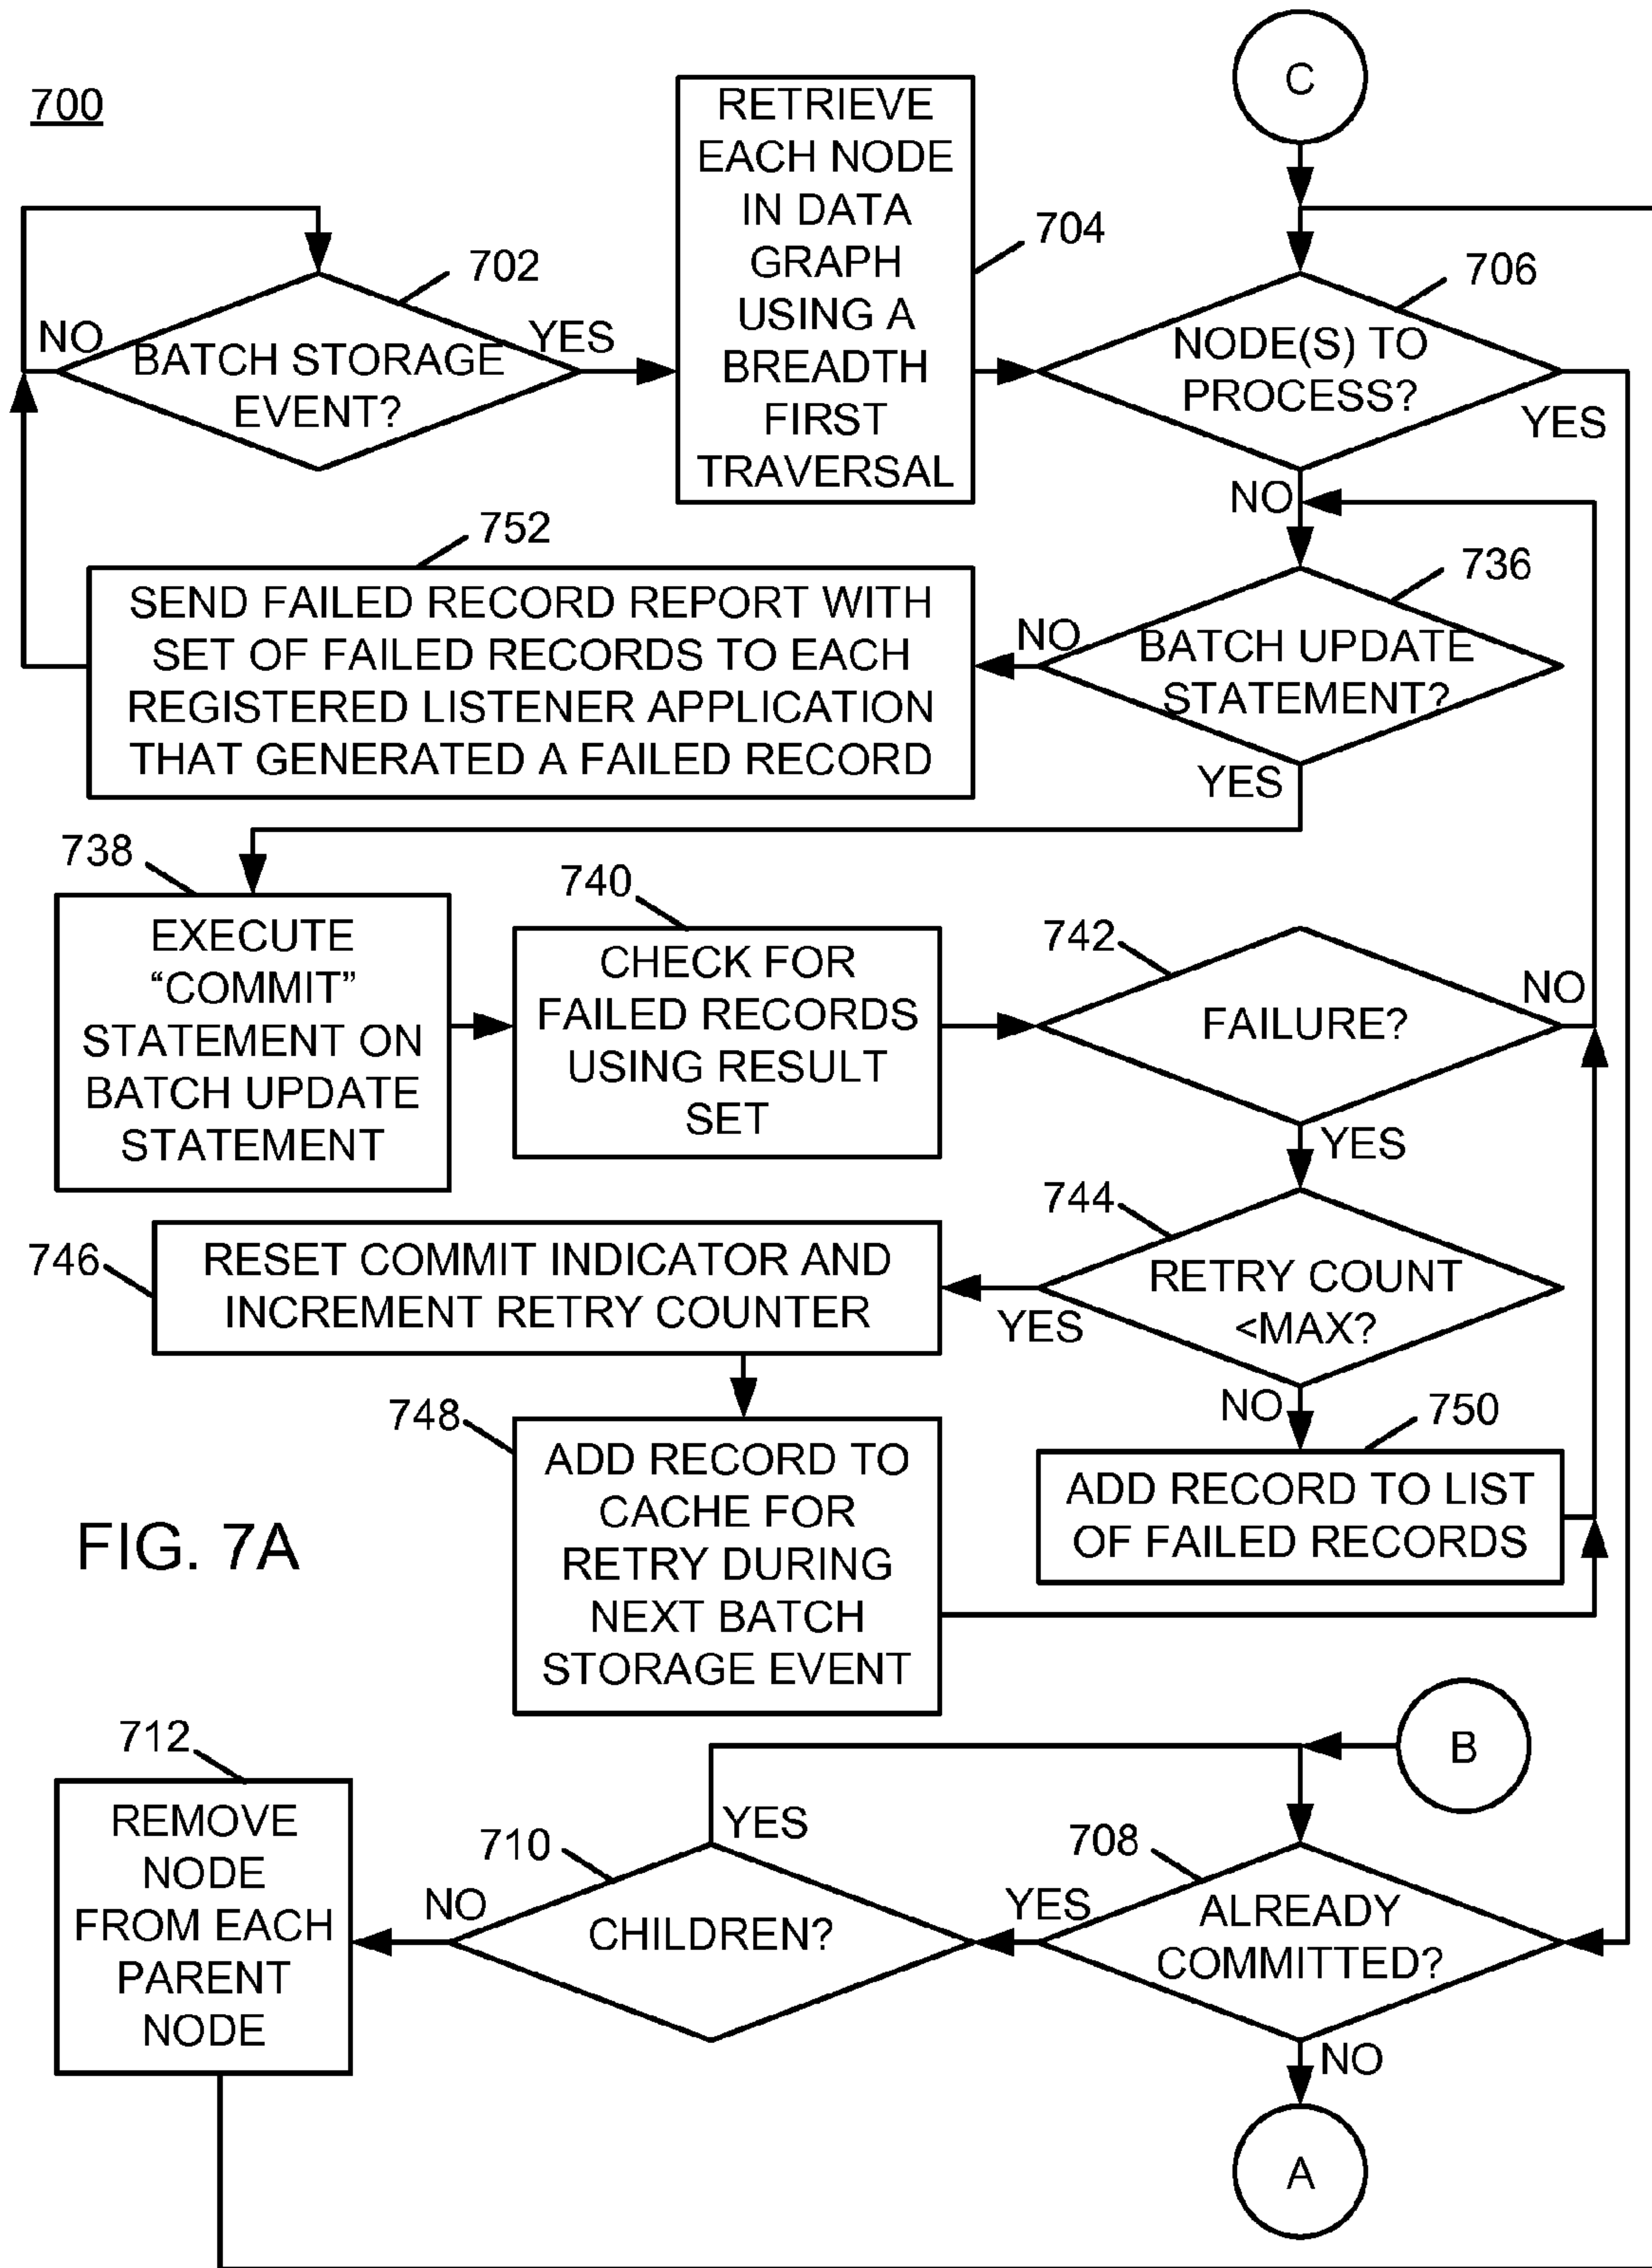 700
C
RETRIEVE
EACH NODE
IN DATA
GRAPH
USING A
BREADTH
FIRST
TRAVERSAL
704
702
NO
YES
BATCH STORAGE
EVENT?
706
NODE(S) TO
PROCESS?
YES
NO
752
SEND FAILED RECORD REPORT WITH
SET OF FAILED RECORDS TO EACH
REGISTERED LISTENER APPLICATION
THAT GENERATED A FAILED RECORD
736
NO
BATCH UPDATE
STATEMENT?
YES
738
EXECUTE
“COMMIT”
STATEMENT ON
BATCH UPDATE
STATEMENT
740
CHECK FOR
FAILED RECORDS
USING RESULT
SET
742
FAILURE?
NO
YES
744
RETRY COUNT
<MAX?
YES
NO
746
RESET COMMIT INDICATOR AND
INCREMENT RETRY COUNTER
748
ADD RECORD TO
CACHE FOR
RETRY DURING
NEXT BATCH
STORAGE EVENT
750
ADD RECORD TO LIST
OF FAILED RECORDS
FIG. 7A
B
712
REMOVE
NODE
FROM EACH
PARENT
NODE
710
YES
NO
CHILDREN?
708
YES
ALREADY
COMMITTED?
NO
A